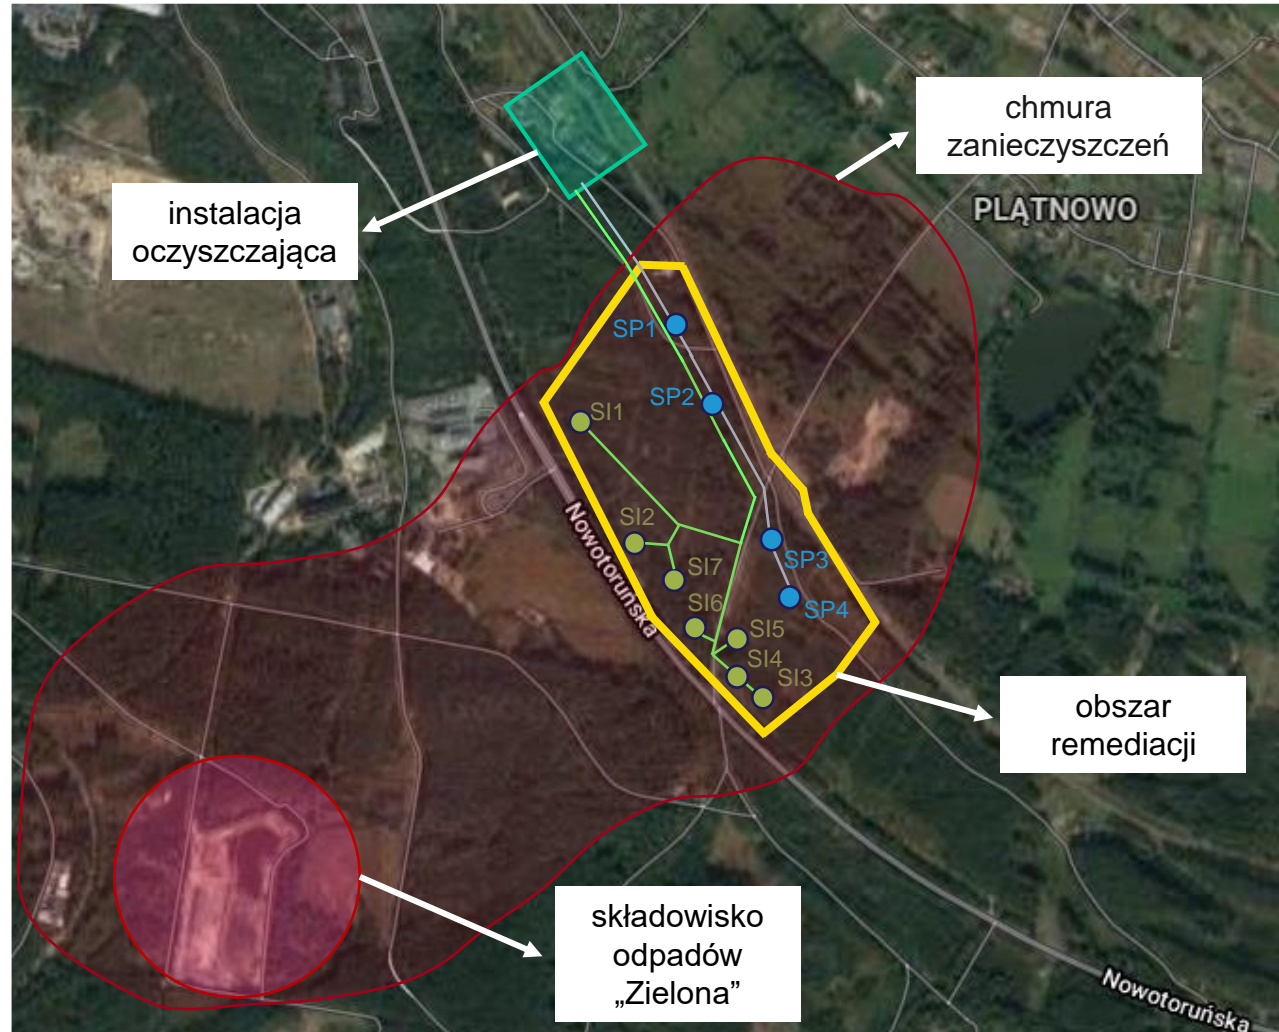 chmura
zanieczyszczeń
PLĄTNOWO
instalacja
oczyszczająca
SP1
SP2
SI1
Nowotoruńska
SI2
SP3
SI7
SP4
SI6
SI5
SI4
SI3
obszar
remediacji
składowisko
odpadów
„Zielona”
Nowotoruńska